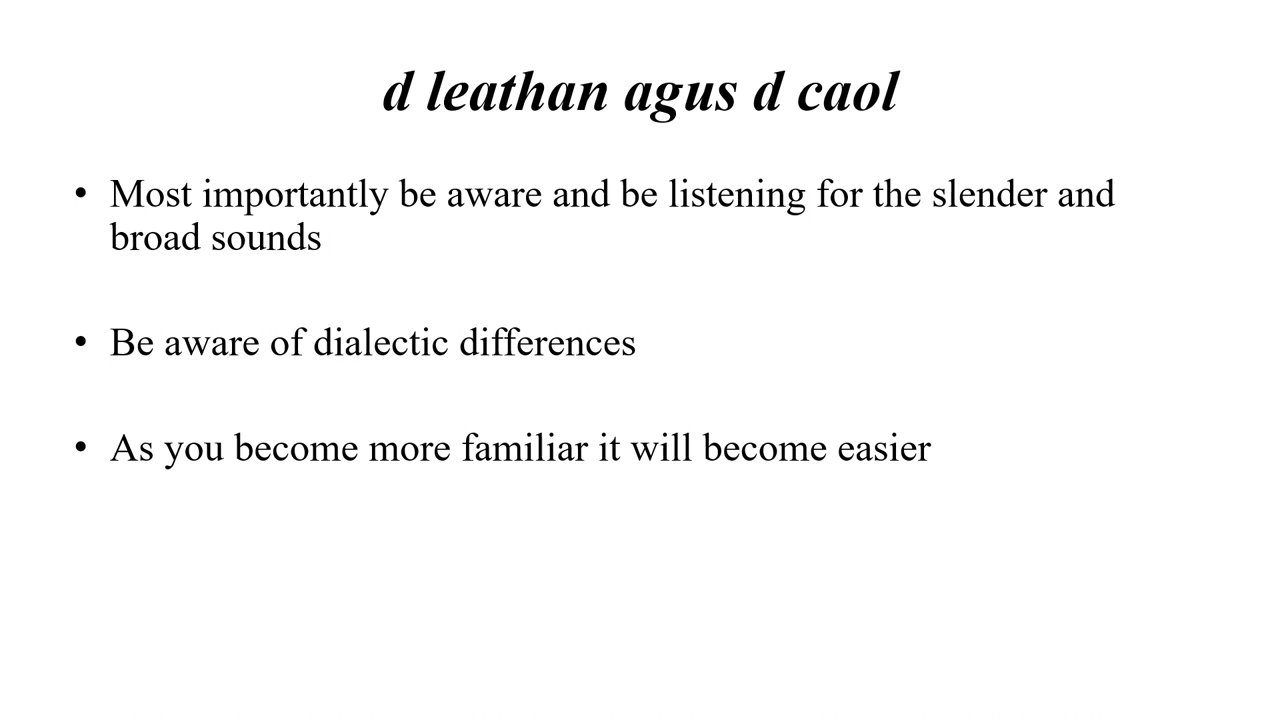 d leathan agus d caol
• Most importantly be aware and be listening for the slender and
broad sounds
• Be aware of dialectic differences
• As you become more familiar it will become easier